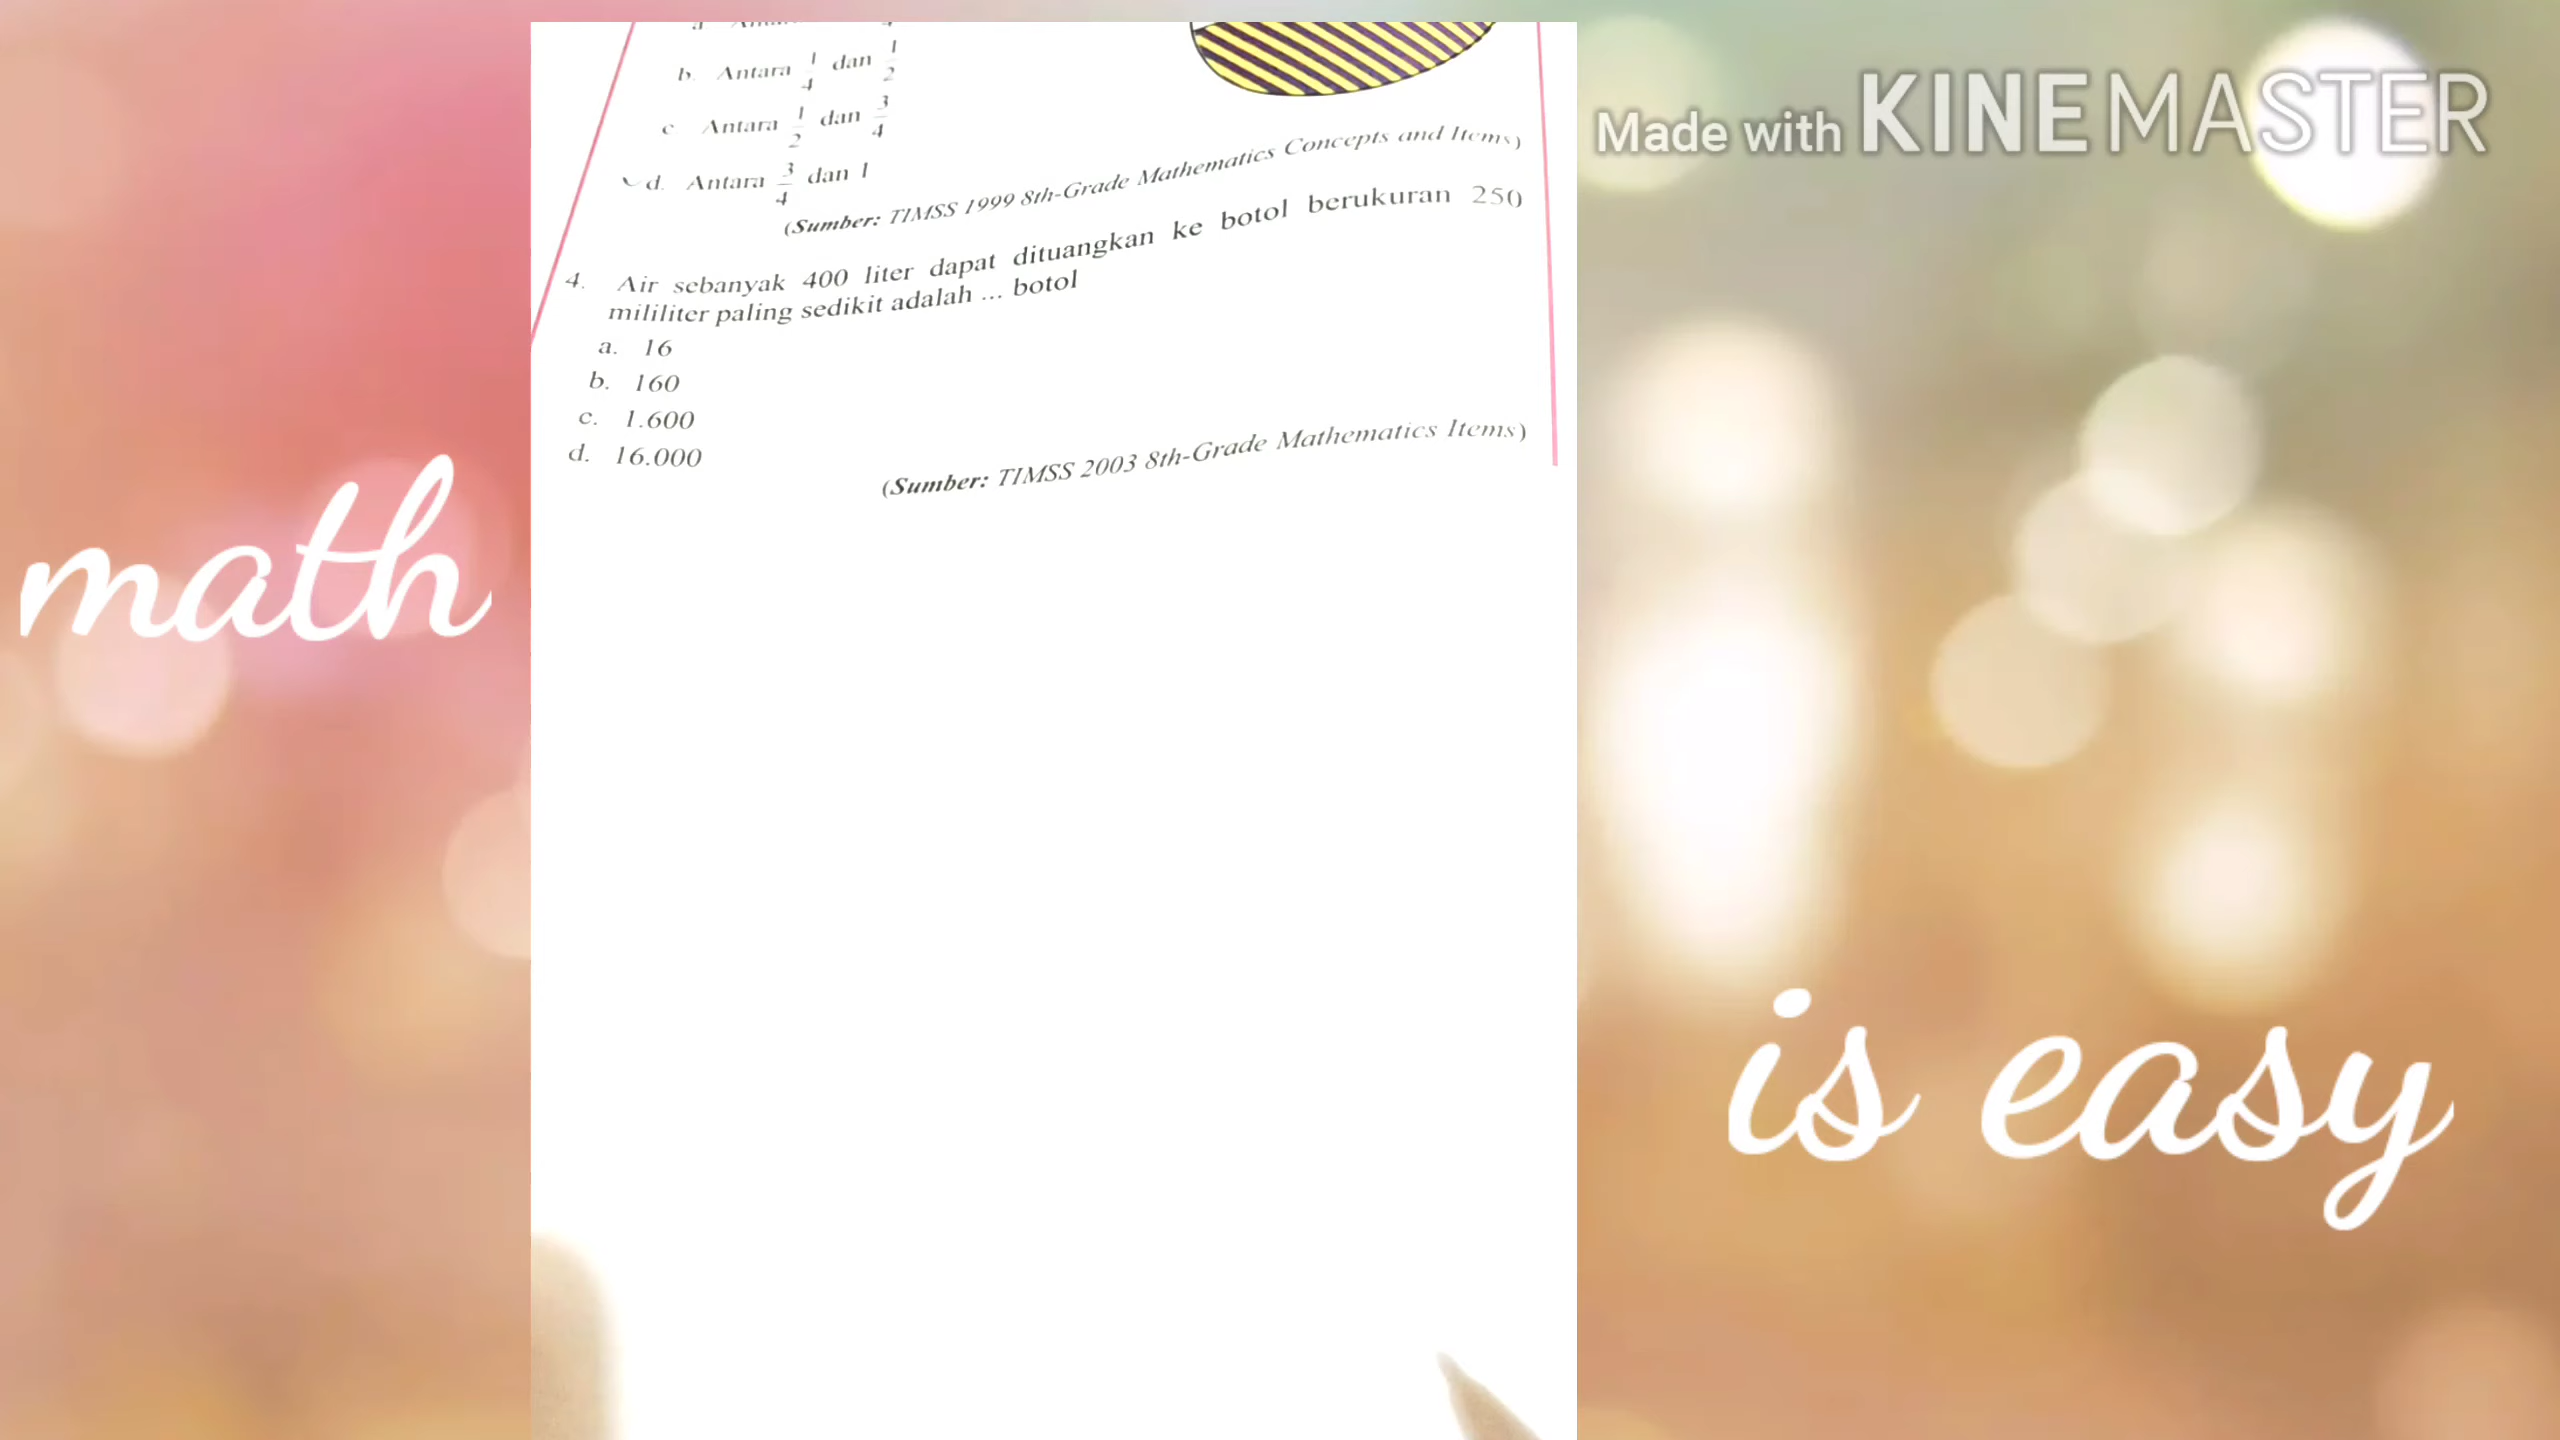 b. Antara 1/4 dan 1/2
c Antara 1/2 dan 3/4
d. Antara 3/4 dan 1
(Sumber: TIMSS 1999 8th-Grade Mathematics Concepts and Items)
4. Air sebanyak 400 liter dapat dituangkan ke botol berukuran 250
mililiter paling sedikit adalah ... botol
a. 16
b. 160
c. 1.600
d. 16.000
(Sumber: TIMSS 2003 8th-Grade Mathematics Items)
Made with KINEMASTER
math
is easy